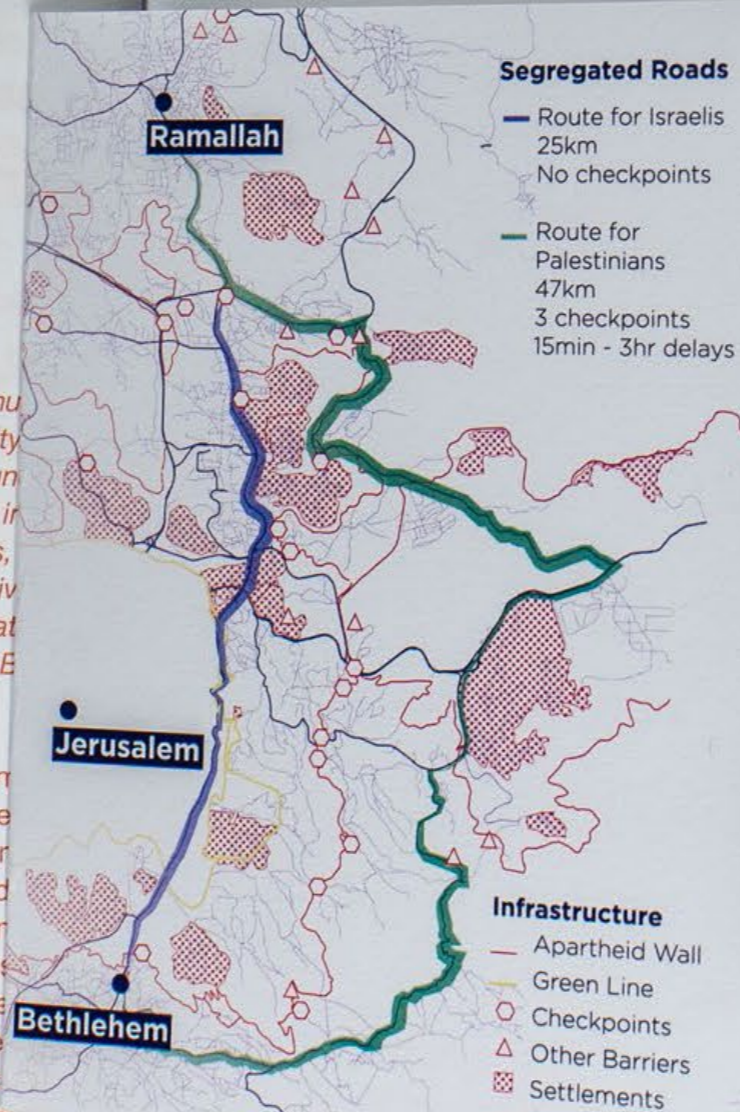 Ramallah
Segregated Roads
Route for Israelis
25km
No checkpoints
Route for
Palestinians
47km
3 checkpoints
15min - 3hr delays
Jerusalem
Bethlehem
Infrastructure
Apartheid Wall
Green Line
Checkpoints
Other Barriers
Settlements